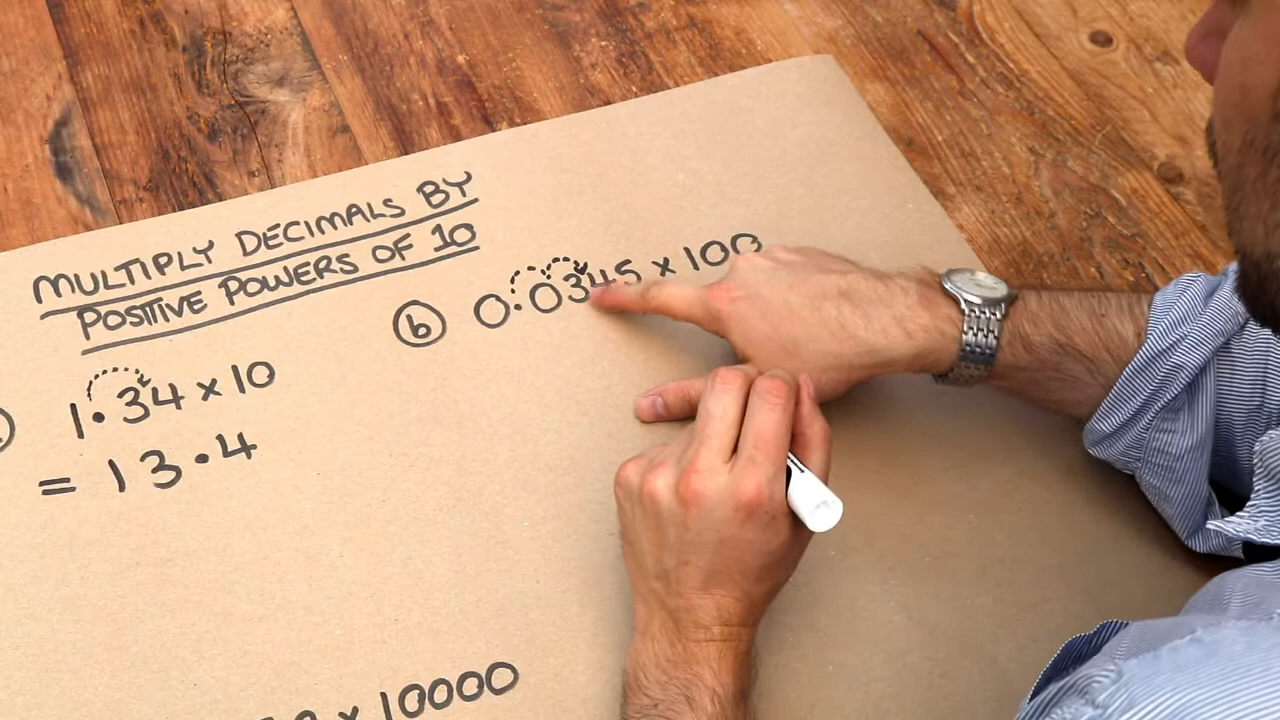 MULTIPLY DECIMALS BY
POSITIVE POWERS OF 10
1.34 x 10
= 13.4
b 0.0345 x 100
x 10000